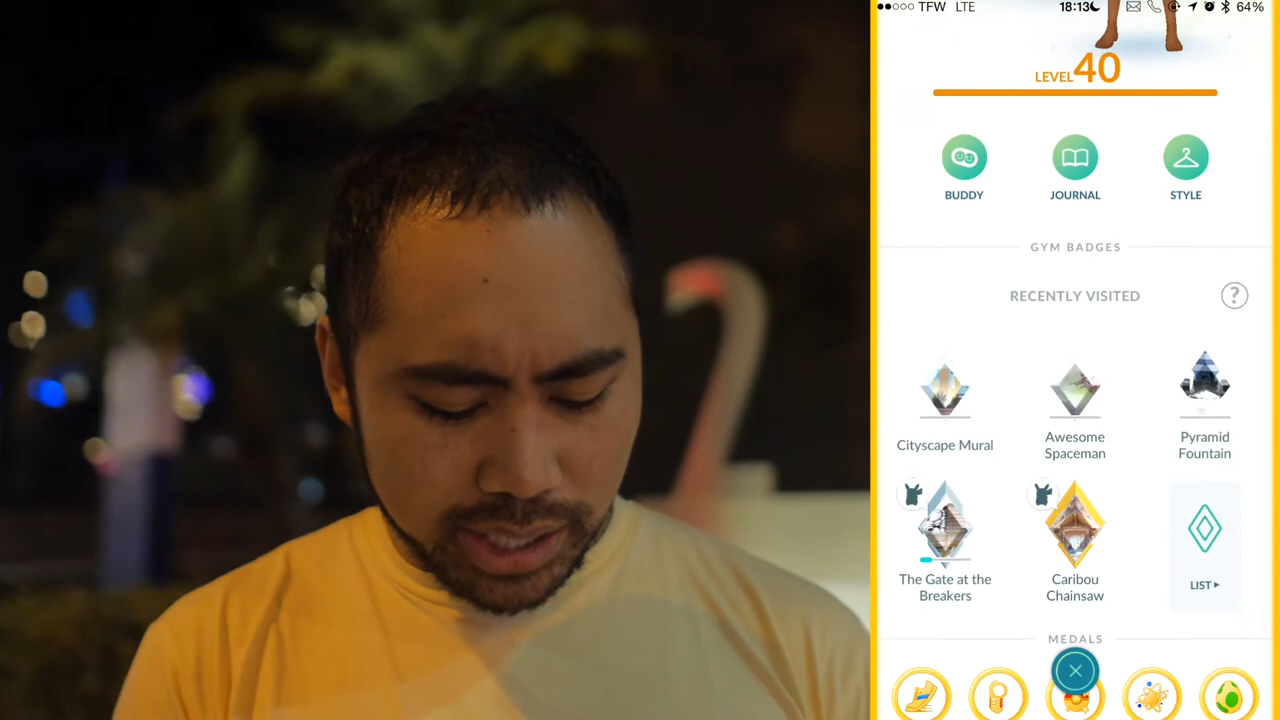 TFW LTE 18:13 64%
LEVEL 40
BUDDY JOURNAL STYLE
GYM BADGES
RECENTLY VISITED ?
Cityscape Mural
Awesome
Spaceman
Pyramid
Fountain
The Gate at the
Breakers
Caribou
Chainsaw
LIST
MEDALS